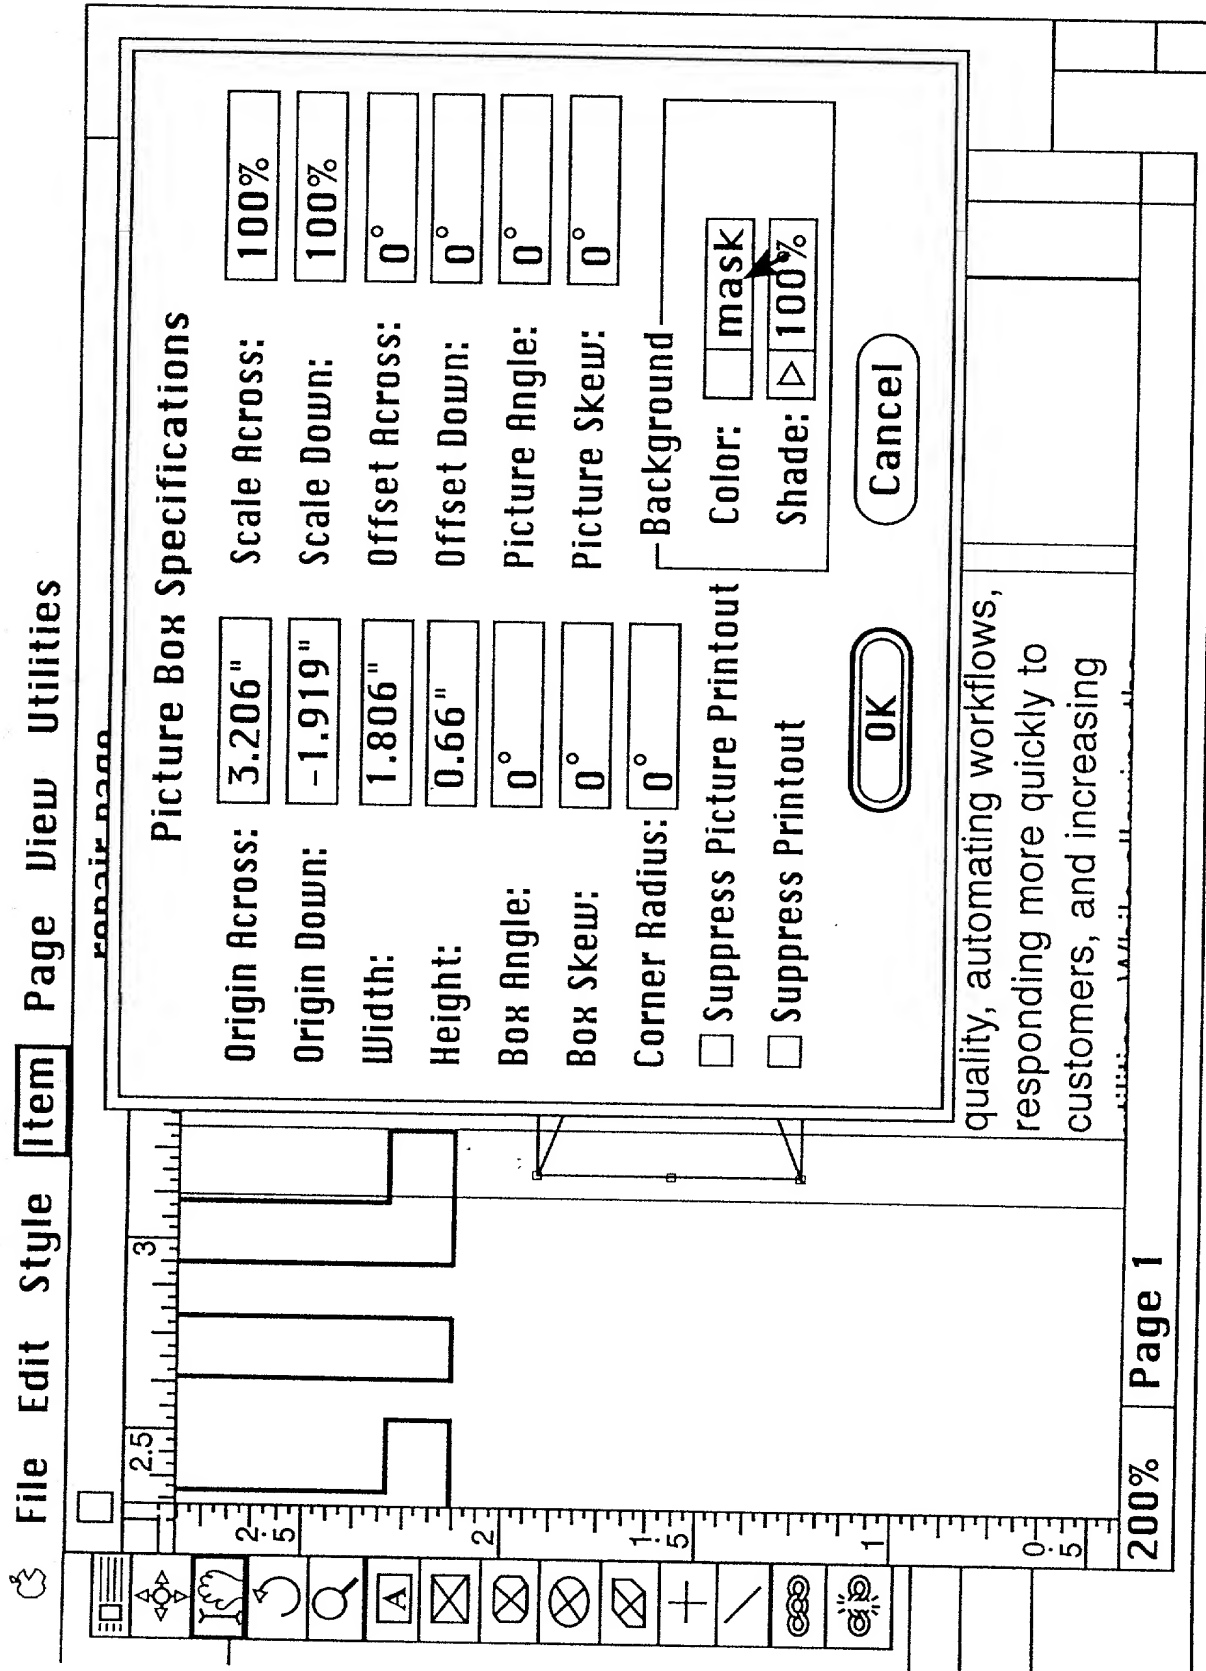 File Edit Style Item Page View Utilities
repair page
Picture Box Specifications
Origin Across: 3.206"
Origin Down: -1.919"
Width: 1.806"
Height: 0.66"
Box Angle: 0°
Box Skew: 0°
Corner Radius: 0°
Suppress Picture Printout
Suppress Printout
Scale Across: 100%
Scale Down: 100%
Offset Across: 0°
Offset Down: 0°
Picture Angle: 0°
Picture Skew: 0°
Background
Color: mask
Shade: 100%
OK
Cancel
2.5
3
2.5
2
1.5
1
0.5
A
quality, automating workflows,
responding more quickly to
customers, and increasing
200% Page 1